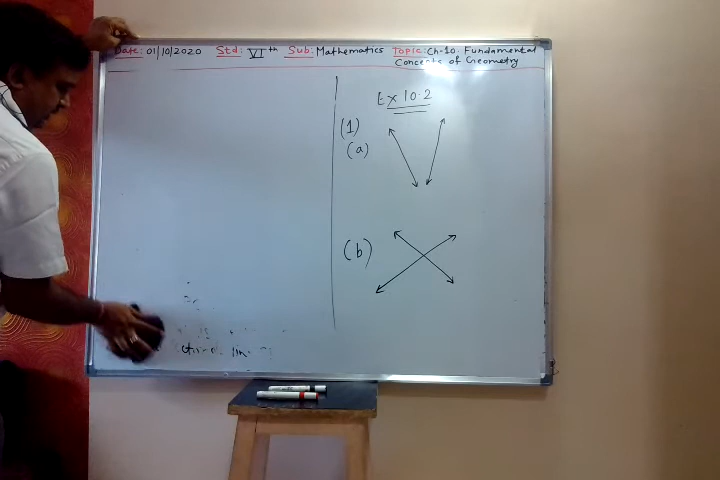 Date: 01/10/2020 Std: VIth Sub: Mathematics Topic: Ch-10. Fundamental
Concepts of Geometry
Ex 10.2
(1)
(a)
(b)